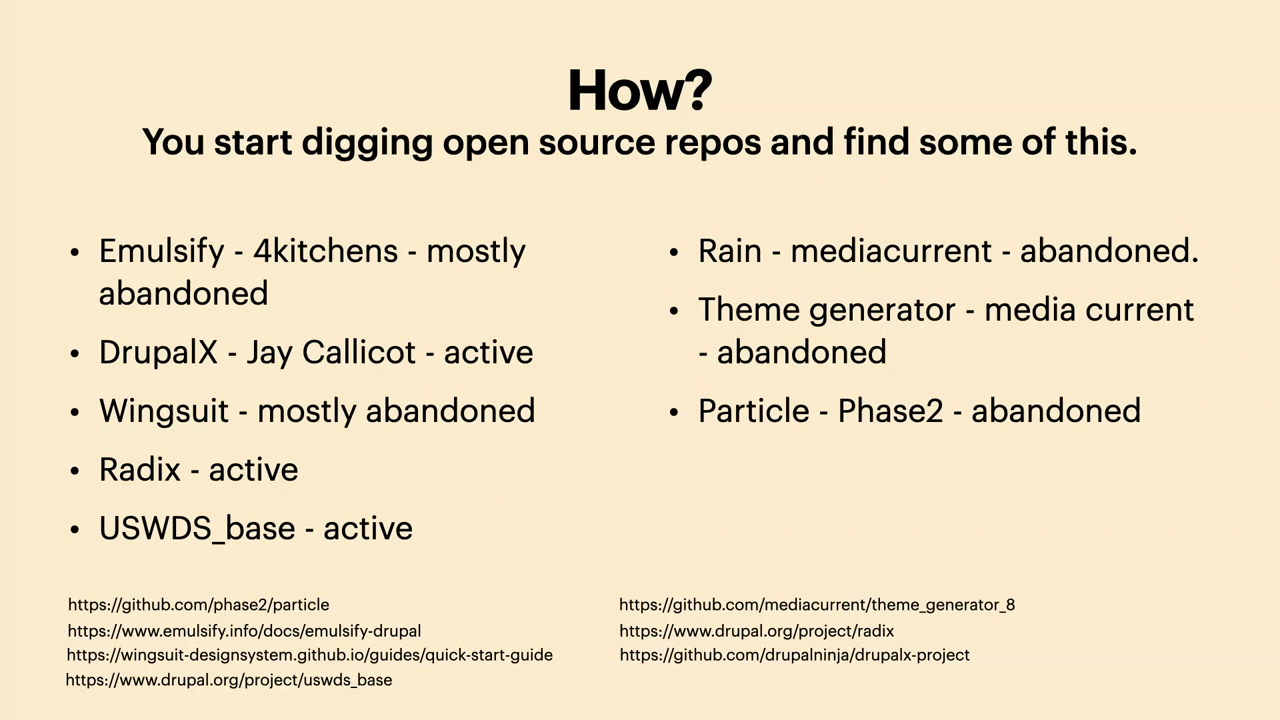 How?
You start digging open source repos and find some of this.
• Emulsify - 4kitchens - mostly
abandoned
• DrupalX - Jay Callicot - active
• Wingsuit - mostly abandoned
• Radix - active
• USWDS_base - active
• Rain - mediacurrent - abandoned.
• Theme generator - media current
- abandoned
• Particle - Phase2 - abandoned
https://github.com/phase2/particle
https://www.emulsify.info/docs/emulsify-drupal
https://wingsuit-designsystem.github.io/guides/quick-start-guide
https://www.drupal.org/project/uswds_base
https://github.com/mediacurrent/theme_generator_8
https://www.drupal.org/project/radix
https://github.com/drupalninja/drupalx-project